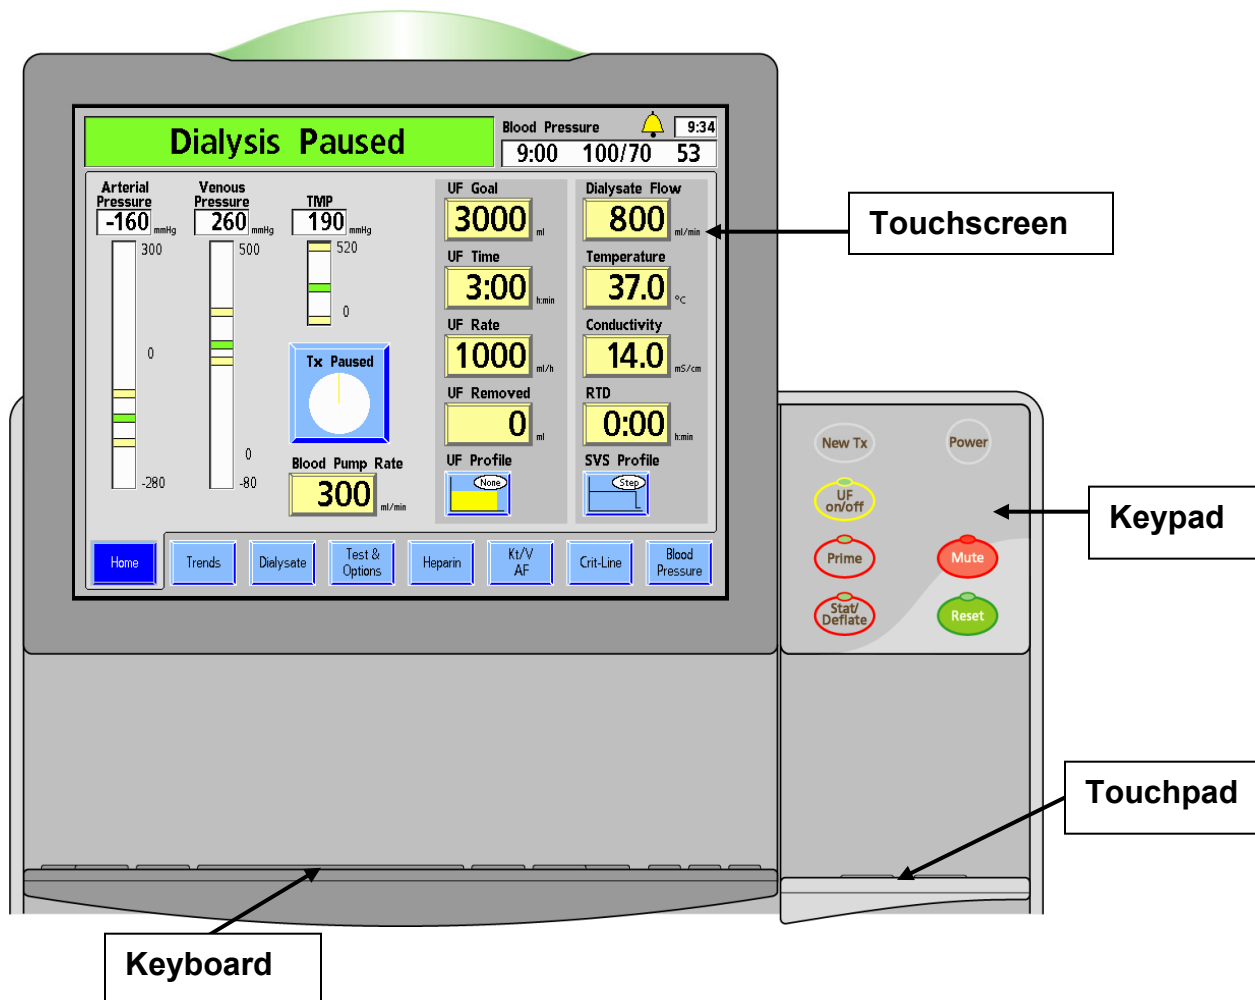 Dialysis Paused
Blood Pressure
9:34
9:00 100/70 53
Arterial
Pressure
-160 mmHg
300
0
-280
Venous
Pressure
260 mmHg
500
0
-80
TMP
190 mmHg
520
0
Tx Paused
Blood Pump Rate
300 ml/min
UF Goal
3000 ml
UF Time
3:00 h:min
UF Rate
1000 ml/h
UF Removed
0 ml
UF Profile
None
Dialysate Flow
800 ml/min
Temperature
37.0 °C
Conductivity
14.0 mS/cm
RTD
0:00 h:min
SVS Profile
Step
Home
Trends
Dialysate
Test &
Options
Heparin
Kt/V
AF
Crit-Line
Blood
Pressure
New Tx
Power
UF
on/off
Prime
Mute
Stat/
Deflate
Reset
Touchscreen
Keypad
Touchpad
Keyboard